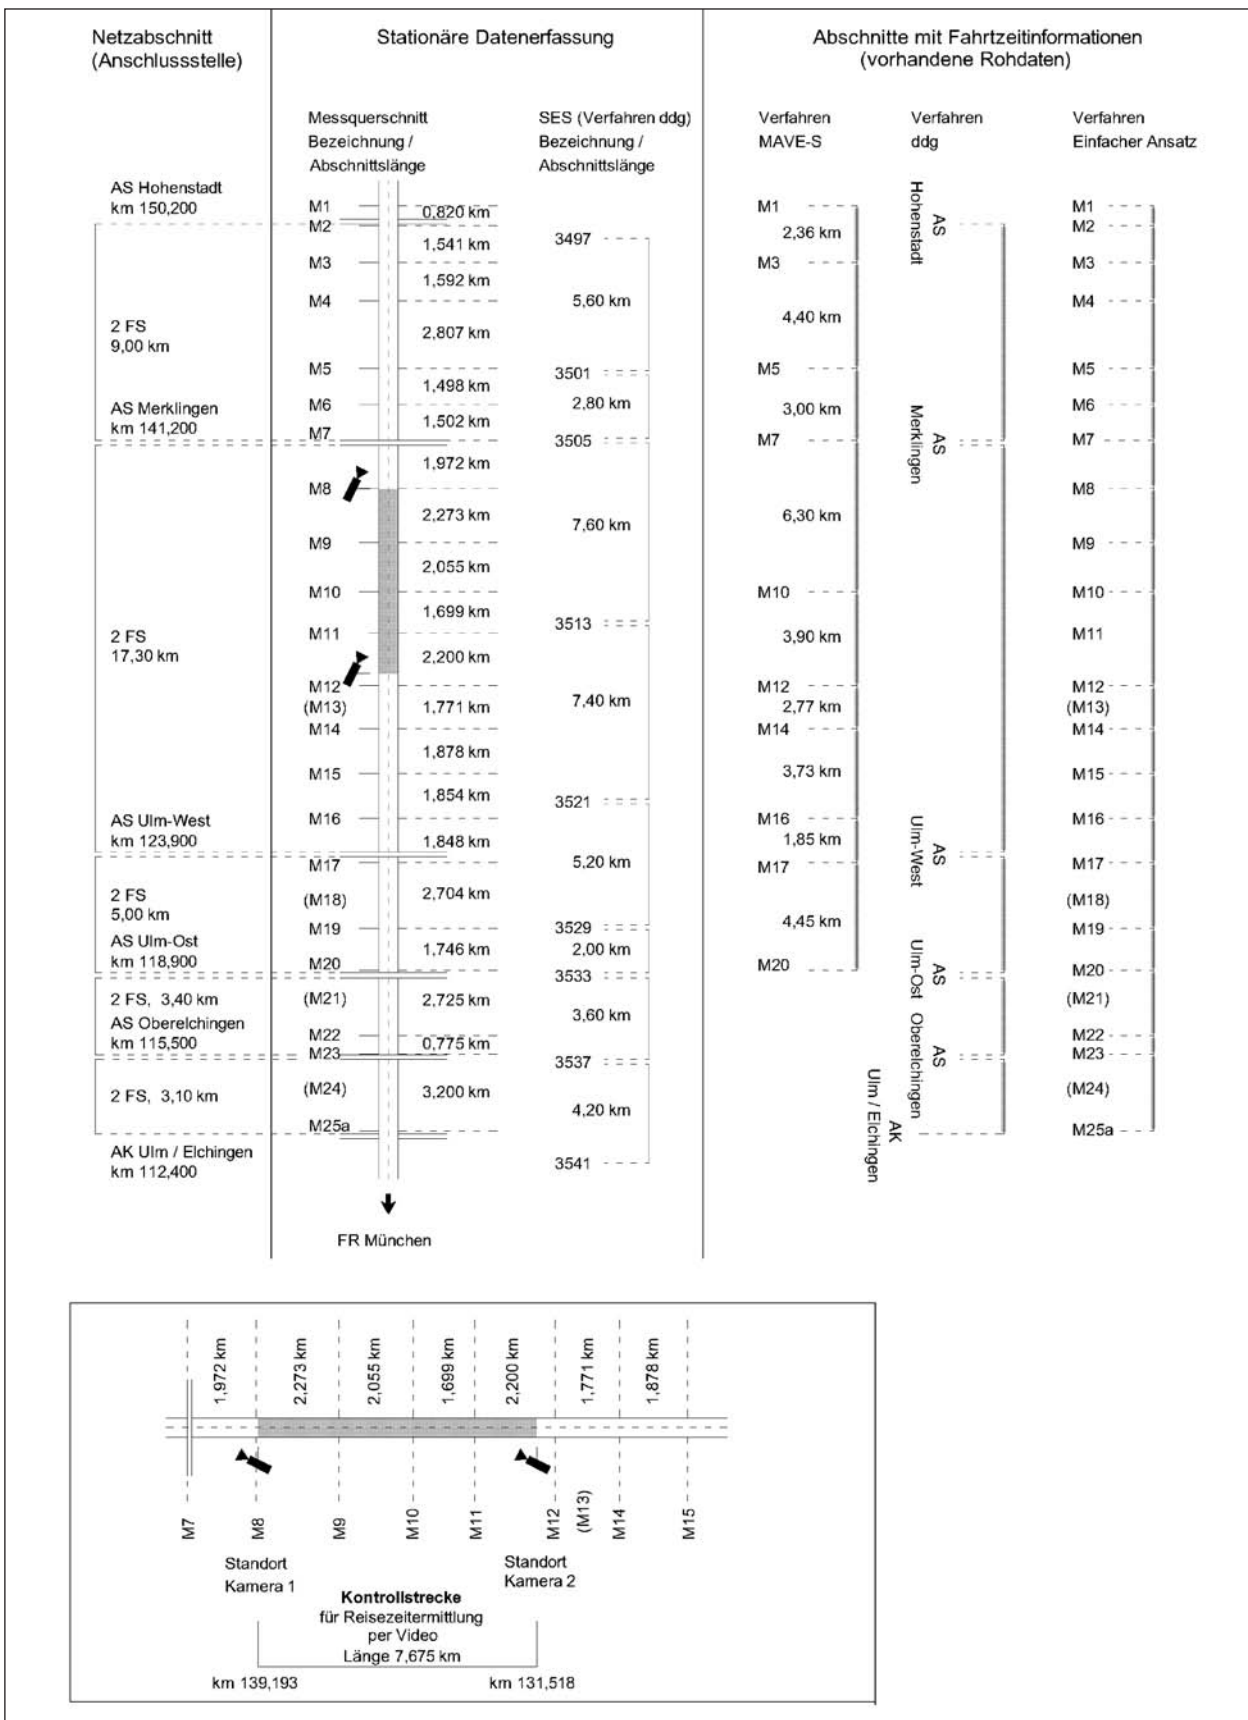 Netzabschnitt
(Anschlussstelle)
Stationäre Datenerfassung
Abschnitte mit Fahrtzeitinformationen
(vorhandene Rohdaten)
Messquerschnitt
Bezeichnung /
Abschnittslänge
SES (Verfahren ddg)
Bezeichnung /
Abschnittslänge
Verfahren
MAVE-S
Verfahren
ddg
Verfahren
Einfacher Ansatz
AS Hohenstadt
km 150,200
2 FS
9,00 km
AS Merklingen
km 141,200
2 FS
17,30 km
AS Ulm-West
km 123,900
2 FS
5,00 km
AS Ulm-Ost
km 118,900
2 FS, 3,40 km
AS Oberelchingen
km 115,500
2 FS, 3,10 km
AK Ulm / Elchingen
km 112,400
M1
0,820 km
M2
1,541 km
M3
1,592 km
M4
2,807 km
M5
1,498 km
M6
1,502 km
M7
1,972 km
M8
2,273 km
M9
2,055 km
M10
1,699 km
M11
2,200 km
M12
(M13)
1,771 km
M14
1,878 km
M15
1,854 km
M16
1,848 km
M17
(M18)
2,704 km
M19
1,746 km
M20
(M21)
2,725 km
M22
0,775 km
M23
(M24)
3,200 km
M25a
FR München
3497
5,60 km
3501
2,80 km
3505
7,60 km
3513
7,40 km
3521
5,20 km
3529
2,00 km
3533
3,60 km
3537
4,20 km
3541
M1
2,36 km
M3
4,40 km
M5
3,00 km
M7
6,30 km
M10
3,90 km
M12
2,77 km
M14
3,73 km
M16
1,85 km
M17
4,45 km
M20
AS
Hohenstadt
AS
Merklingen
AS
Ulm-West
AS
Ulm-Ost
AS
Oberelchingen
AK
Ulm / Elchingen
M1
M2
M3
M4
M5
M6
M7
M8
M9
M10
M11
M12
(M13)
M14
M15
M16
M17
(M18)
M19
M20
(M21)
M22
M23
(M24)
M25a
1,972 km
2,273 km
2,055 km
1,699 km
2,200 km
1,771 km
1,878 km
M7
M8
M9
M10
M11
M12
(M13)
M14
M15
Standort
Kamera 1
Standort
Kamera 2
Kontrollstrecke
für Reisezeitermittlung
per Video
Länge 7,675 km
km 139,193
km 131,518